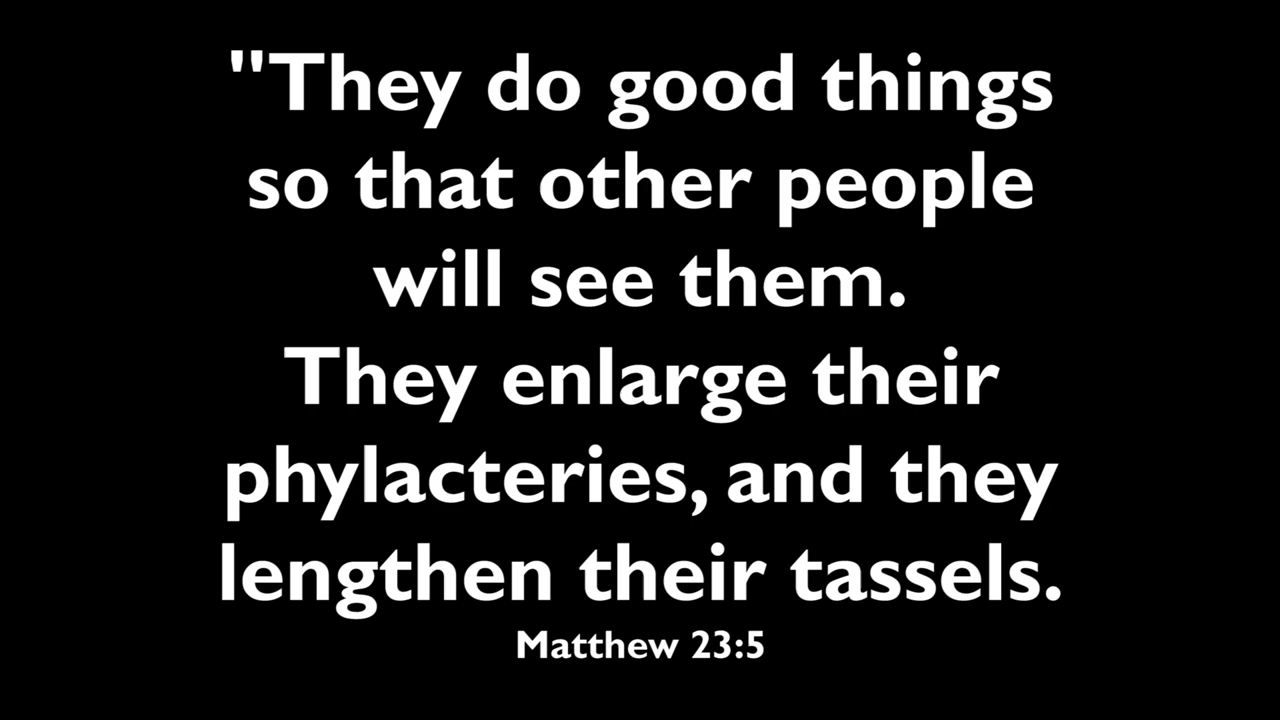 "They do good things
so that other people
will see them.
They enlarge their
phylacteries, and they
lengthen their tassels.
Matthew 23:5